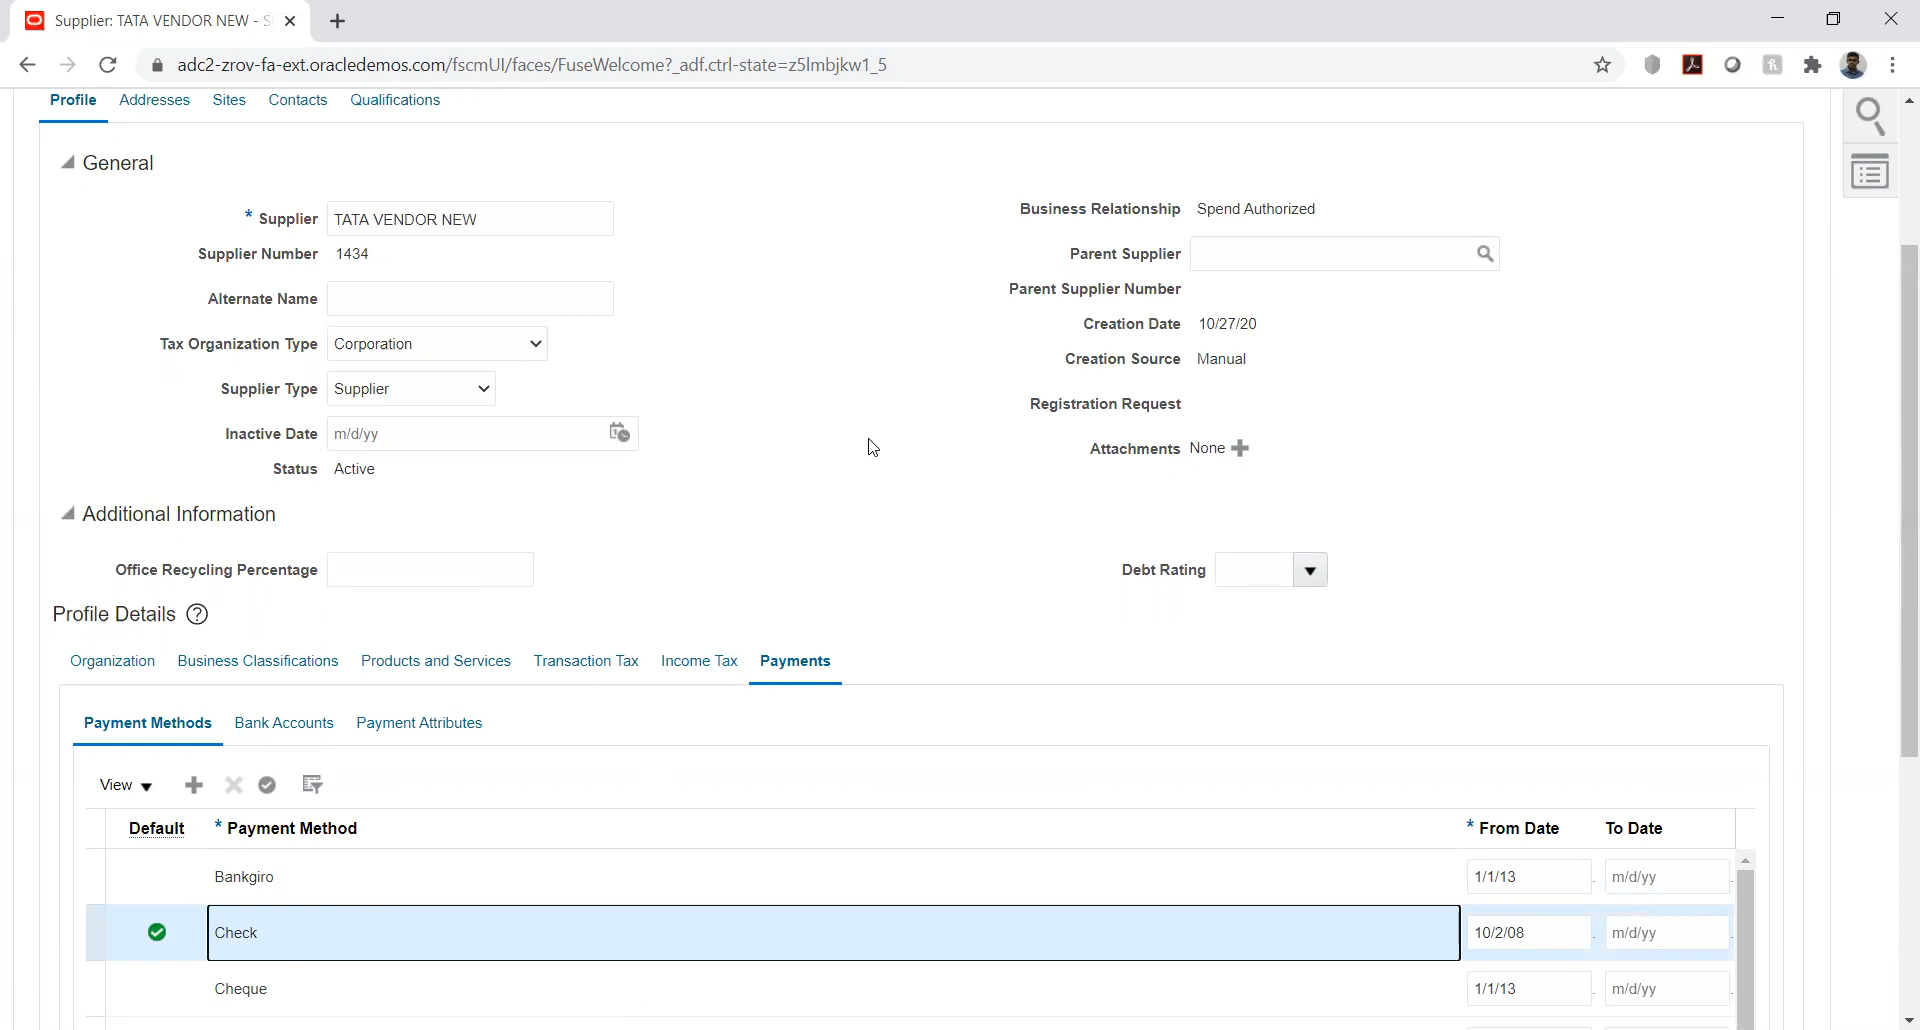 Supplier: TATA VENDOR NEW - S
adc2-zrov-fa-ext.oracledemos.com/fscmUI/faces/FuseWelcome?_adf.ctrl-state=z5lmbjkw1_5
Profile Addresses Sites Contacts Qualifications
General
* Supplier TATA VENDOR NEW
Business Relationship Spend Authorized
Supplier Number 1434
Parent Supplier
Parent Supplier Number
Alternate Name
Creation Date 10/27/20
Tax Organization Type Corporation
Creation Source Manual
Supplier Type Supplier
Registration Request
Inactive Date m/d/yy
Attachments None
Status Active
Additional Information
Office Recycling Percentage
Debt Rating
Profile Details ?
Organization Business Classifications Products and Services Transaction Tax Income Tax Payments
Payment Methods Bank Accounts Payment Attributes
View
Default * Payment Method * From Date To Date
Bankgiro 1/1/13 m/d/yy
Check 10/2/08 m/d/yy
Cheque 1/1/13 m/d/yy